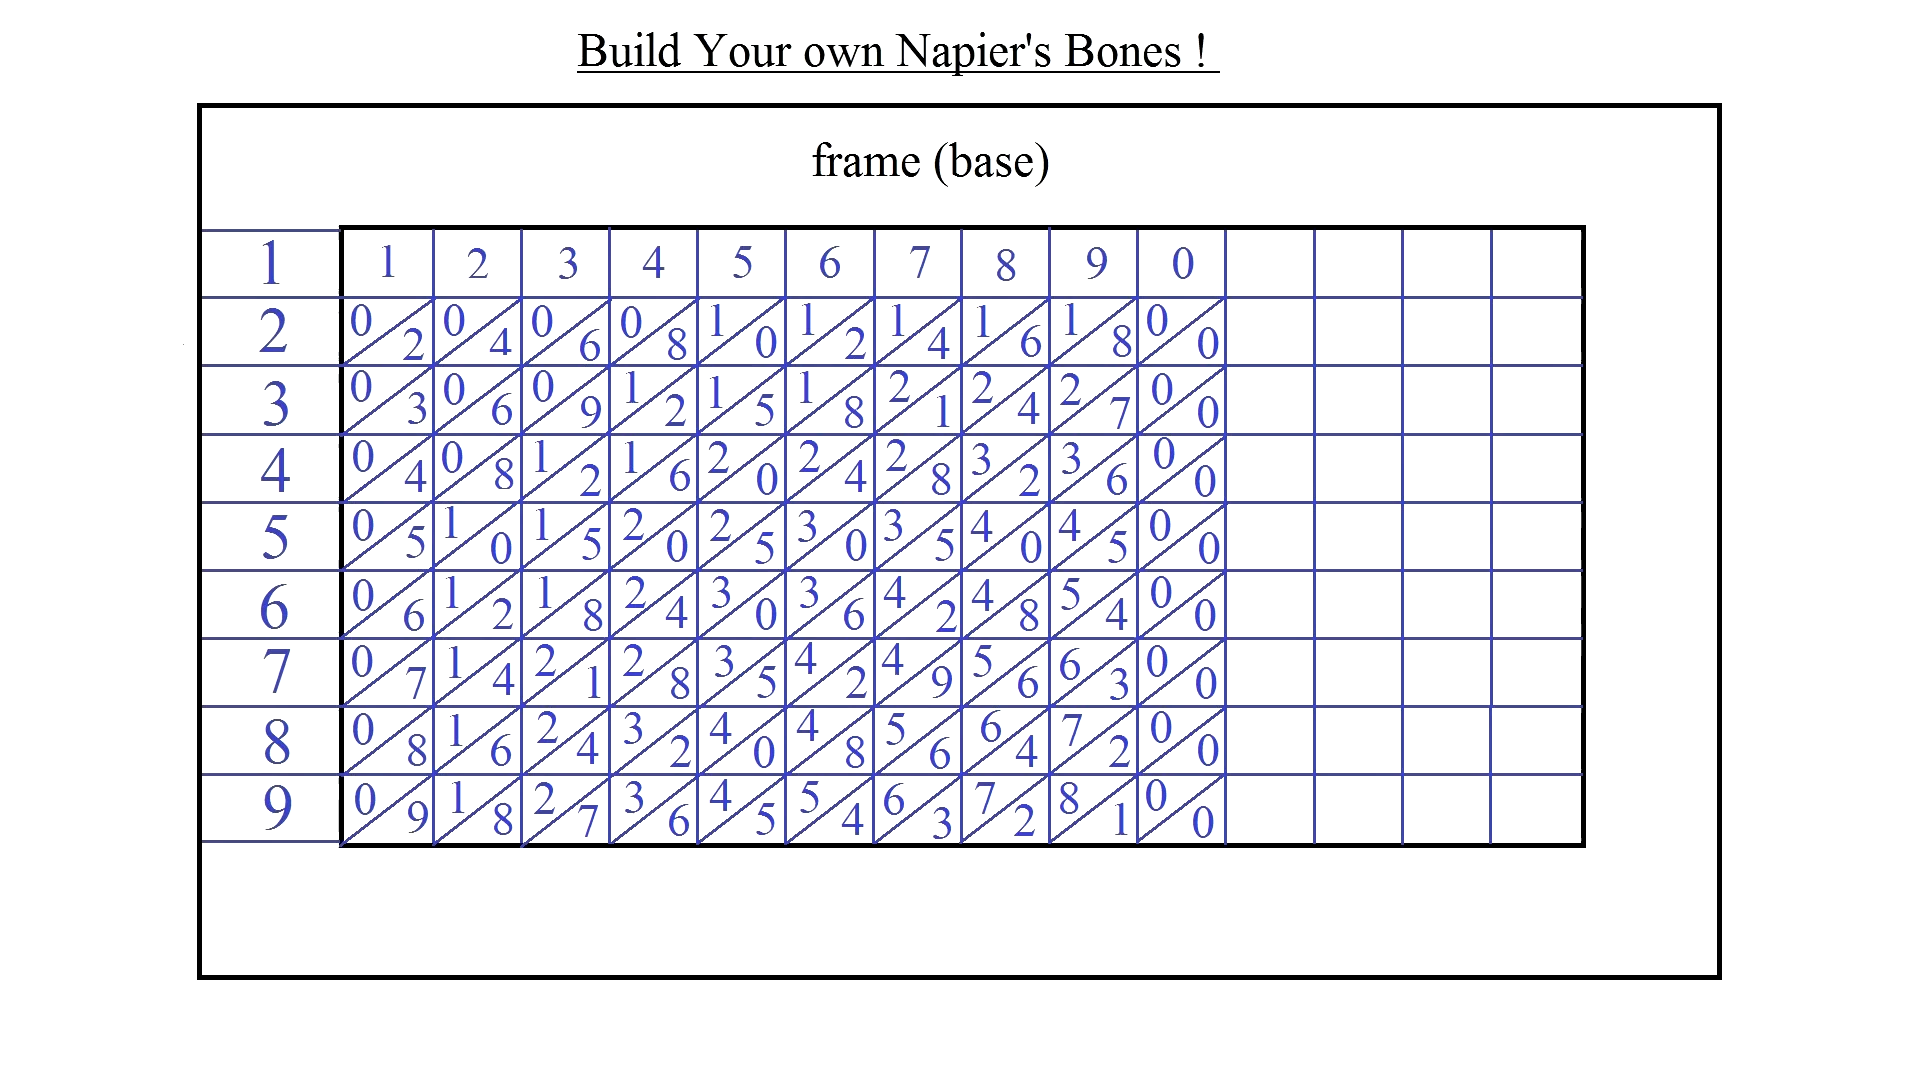 Build Your own Napier's Bones !
frame (base)
1 1 2 3 4 5 6 7 8 9 0
2 0/2 0/4 0/6 0/8 1/0 1/2 1/4 1/6 1/8 0/0
3 0/3 0/6 0/9 1/2 1/5 1/8 2/1 2/4 2/7 0/0
4 0/4 0/8 1/2 1/6 2/0 2/4 2/8 3/2 3/6 0/0
5 0/5 1/0 1/5 2/0 2/5 3/0 3/5 4/0 4/5 0/0
6 0/6 1/2 1/8 2/4 3/0 3/6 4/2 4/8 5/4 0/0
7 0/7 1/4 2/1 2/8 3/5 4/2 4/9 5/6 6/3 0/0
8 0/8 1/6 2/4 3/2 4/0 4/8 5/6 6/4 7/2 0/0
9 0/9 1/8 2/7 3/6 4/5 5/4 6/3 7/2 8/1 0/0